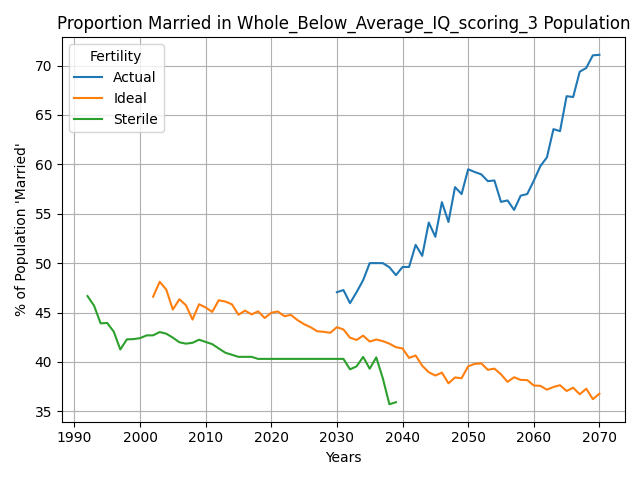 Proportion Married in Whole_Below_Average_IQ_scoring_3 Population
Fertility
Actual
Ideal
Sterile
% of Population 'Married'
70
65
60
55
50
45
40
35
1990 2000 2010 2020 2030 2040 2050 2060 2070
Years